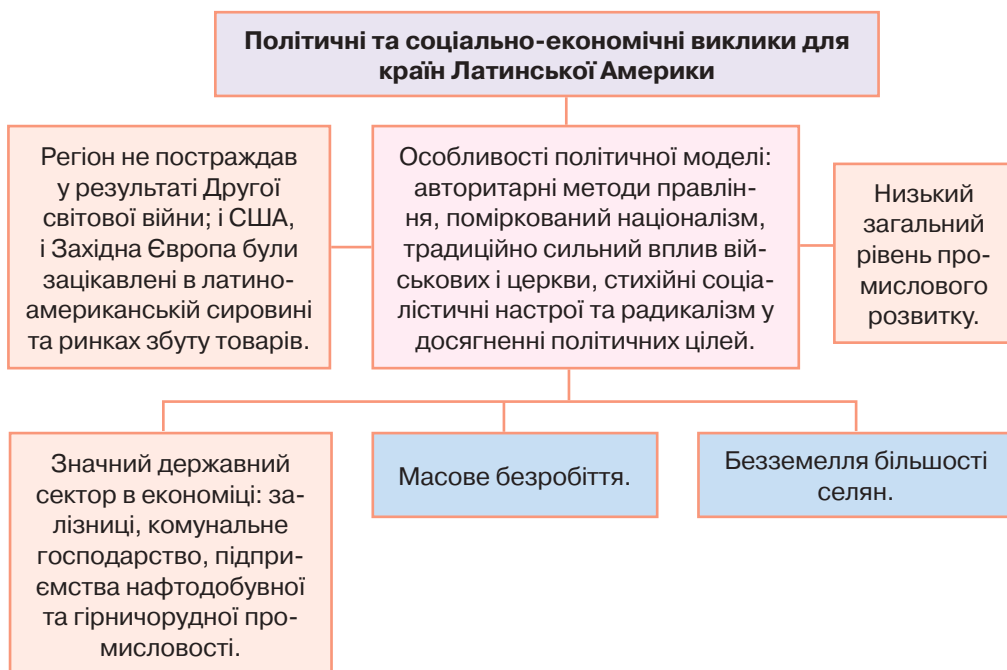 Політичні та соціально-економічні виклики для
країн Латинської Америки
Регіон не постраждав
у результаті Другої
світової війни; і США,
і Західна Європа були
зацікавлені в латино-
американській сировині
та ринках збуту товарів.
Особливості політичної моделі:
авторитарні методи правлін-
ня, поміркований націоналізм,
традиційно сильний вплив вій-
ськових і церкви, стихійні соціа-
лістичні настрої та радикалізм у
досягненні політичних цілей.
Низький
загальний
рівень про-
мислового
розвитку.
Значний державний
сектор в економіці: за-
лізниці, комунальне
господарство, підпри-
ємства нафтодобувної
та гірничорудної про-
мисловості.
Масове безробіття.
Безземелля більшості
селян.